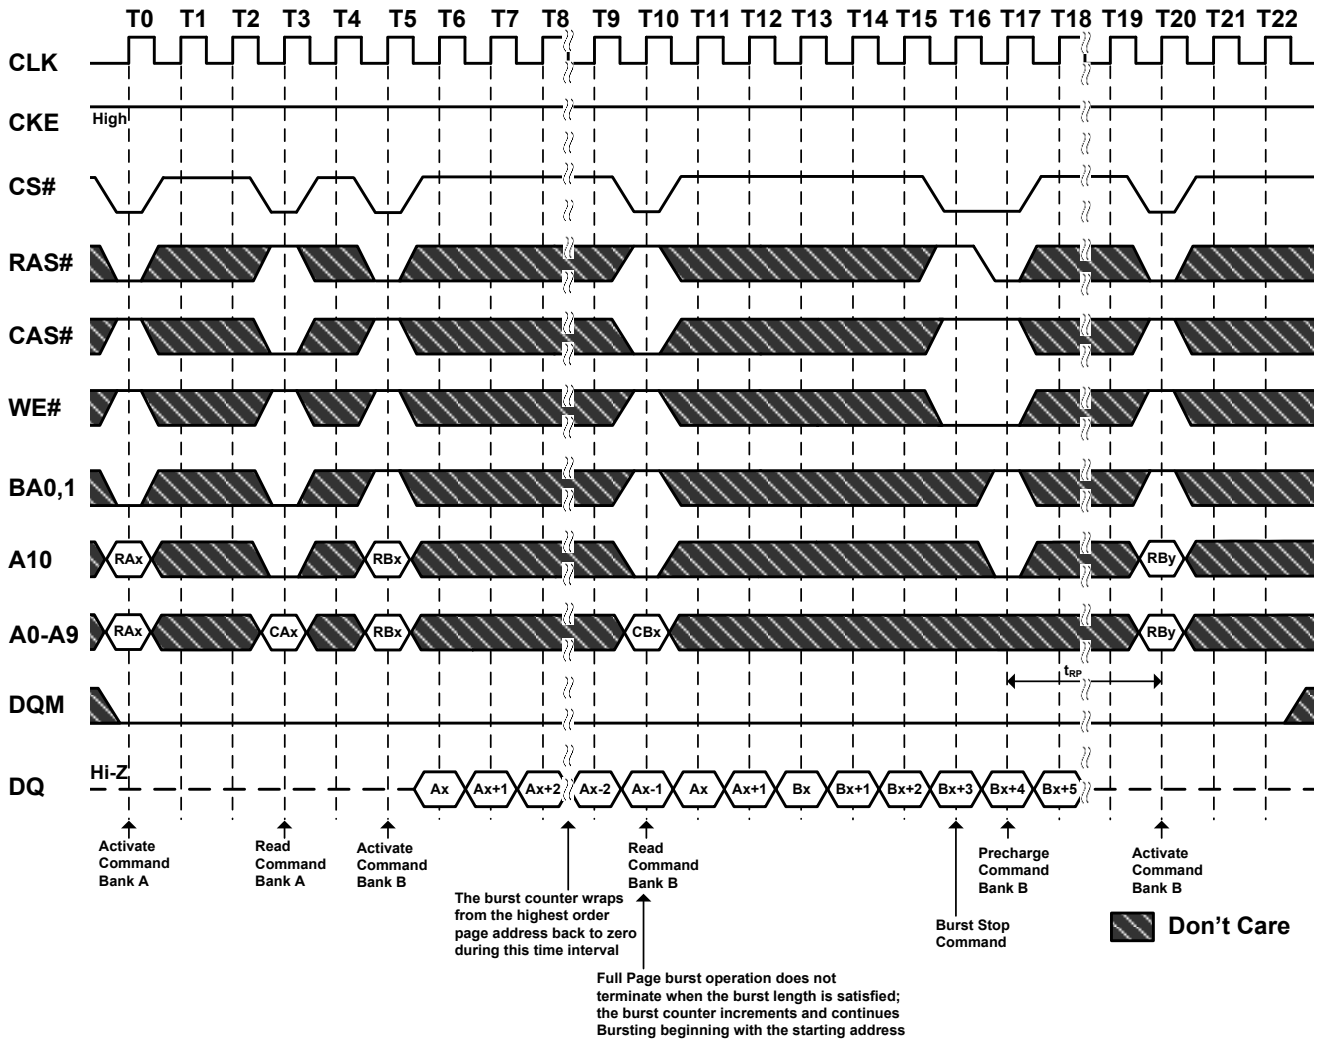 T0 T1 T2 T3 T4 T5 T6 T7 T8 T9 T10 T11 T12 T13 T14 T15 T16 T17 T18 T19 T20 T21 T22
CLK
CKE High
CS#
RAS#
CAS#
WE#
BA0,1
A10 RAx RBx RBy
A0-A9 RAx CAx RBx CBx RBy
tRP
DQM
Hi-Z
DQ Ax Ax+1 Ax+2 Ax-2 Ax-1 Ax Ax+1 Bx Bx+1 Bx+2 Bx+3 Bx+4 Bx+5
Activate
Command
Bank A
Read
Command
Bank A
Activate
Command
Bank B
The burst counter wraps
from the highest order
page address back to zero
during this time interval
Read
Command
Bank B
Full Page burst operation does not
terminate when the burst length is satisfied;
the burst counter increments and continues
Bursting beginning with the starting address
Burst Stop
Command
Precharge
Command
Bank B
Activate
Command
Bank B
Don't Care